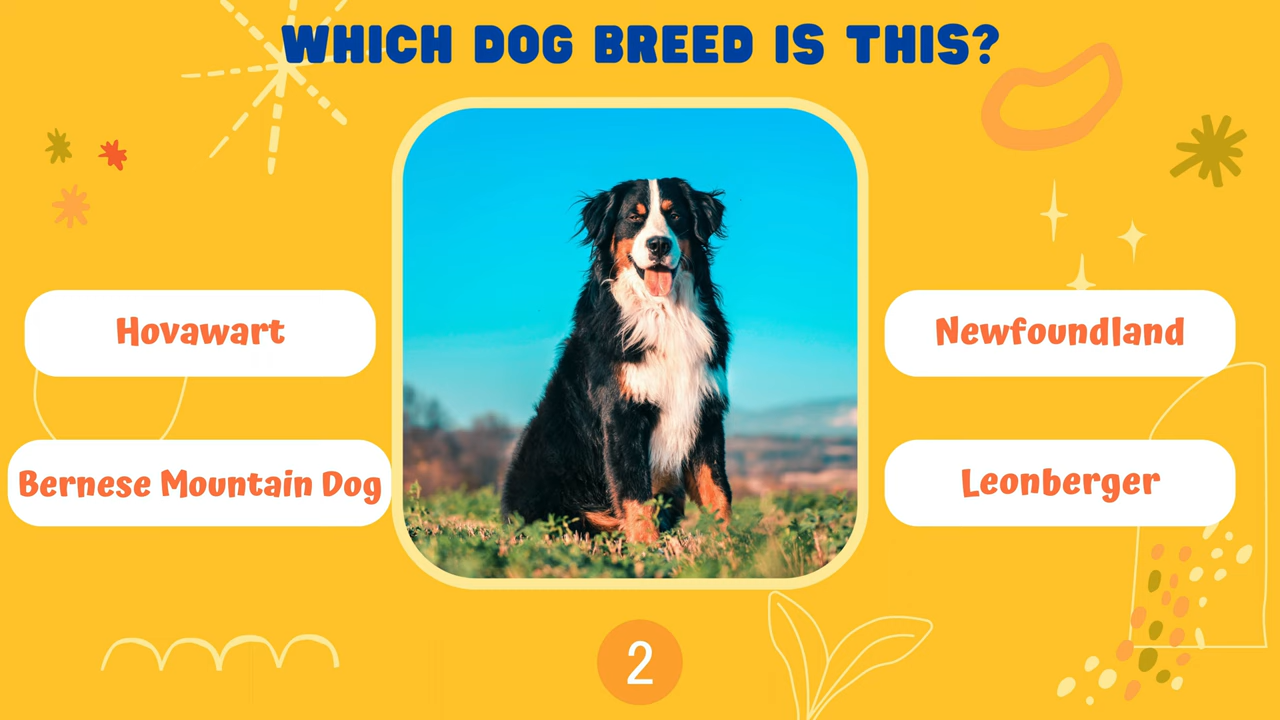 WHICH DOG BREED IS THIS?
Hovawart
Newfoundland
Bernese Mountain Dog
Leonberger
2